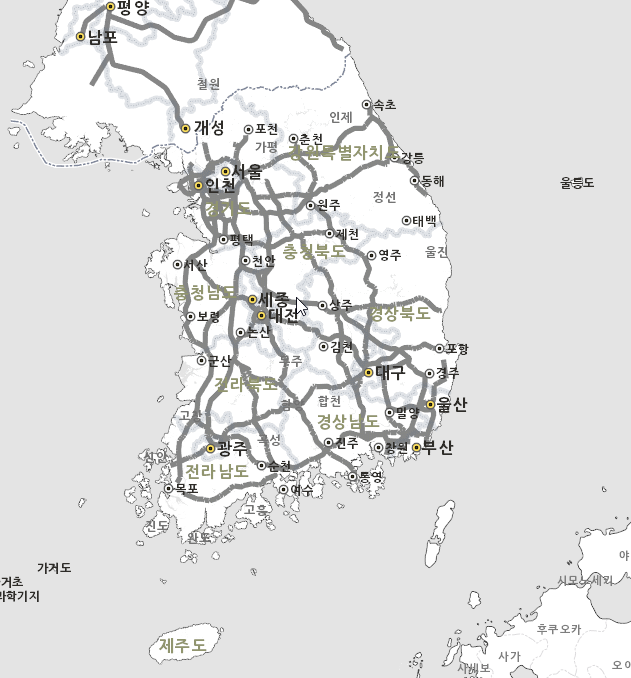 평양
남포
철원
속초
인제
개성
포천
춘천
가평
강원특별자치도
강릉
서울
동해
인천
울릉도
정선
경기도
원주
태백
제천
평택
충청북도
울진
영주
천안
서산
충청남도
세종
상주
대전
경상북도
보령
논산
김천
포항
군산
무주
대구
경주
전라북도
함양
합천
울산
밀양
고창
경상남도
곡성
진주
광주
창원
부산
신안
순천
전라남도
통영
목포
여수
고흥
진도
완도
야
가거도
시모노세키
거초
과학기지
후쿠오카
제주도
사가
사세보
오이